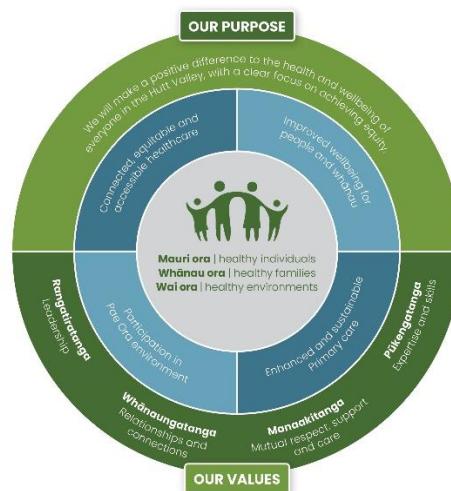 OUR PURPOSE
We will make a positive difference to the health and wellbeing of
everyone in the Hutt Valley, with a clear focus on achieving equity.
Connected, equitable and
accessible healthcare
Improved wellbeing for
people and whānau
Mauri ora | healthy individuals
Whānau ora | healthy families
Wai ora | healthy environments
Participation in
Pae Ora environment
Enhanced and sustainable
Primary care
Rangatiratanga
Leadership
Whānaungatanga
Relationships and
connections
Manaakitanga
Mutual respect, support
and care
Pūkengatanga
Expertise and skills
OUR VALUES